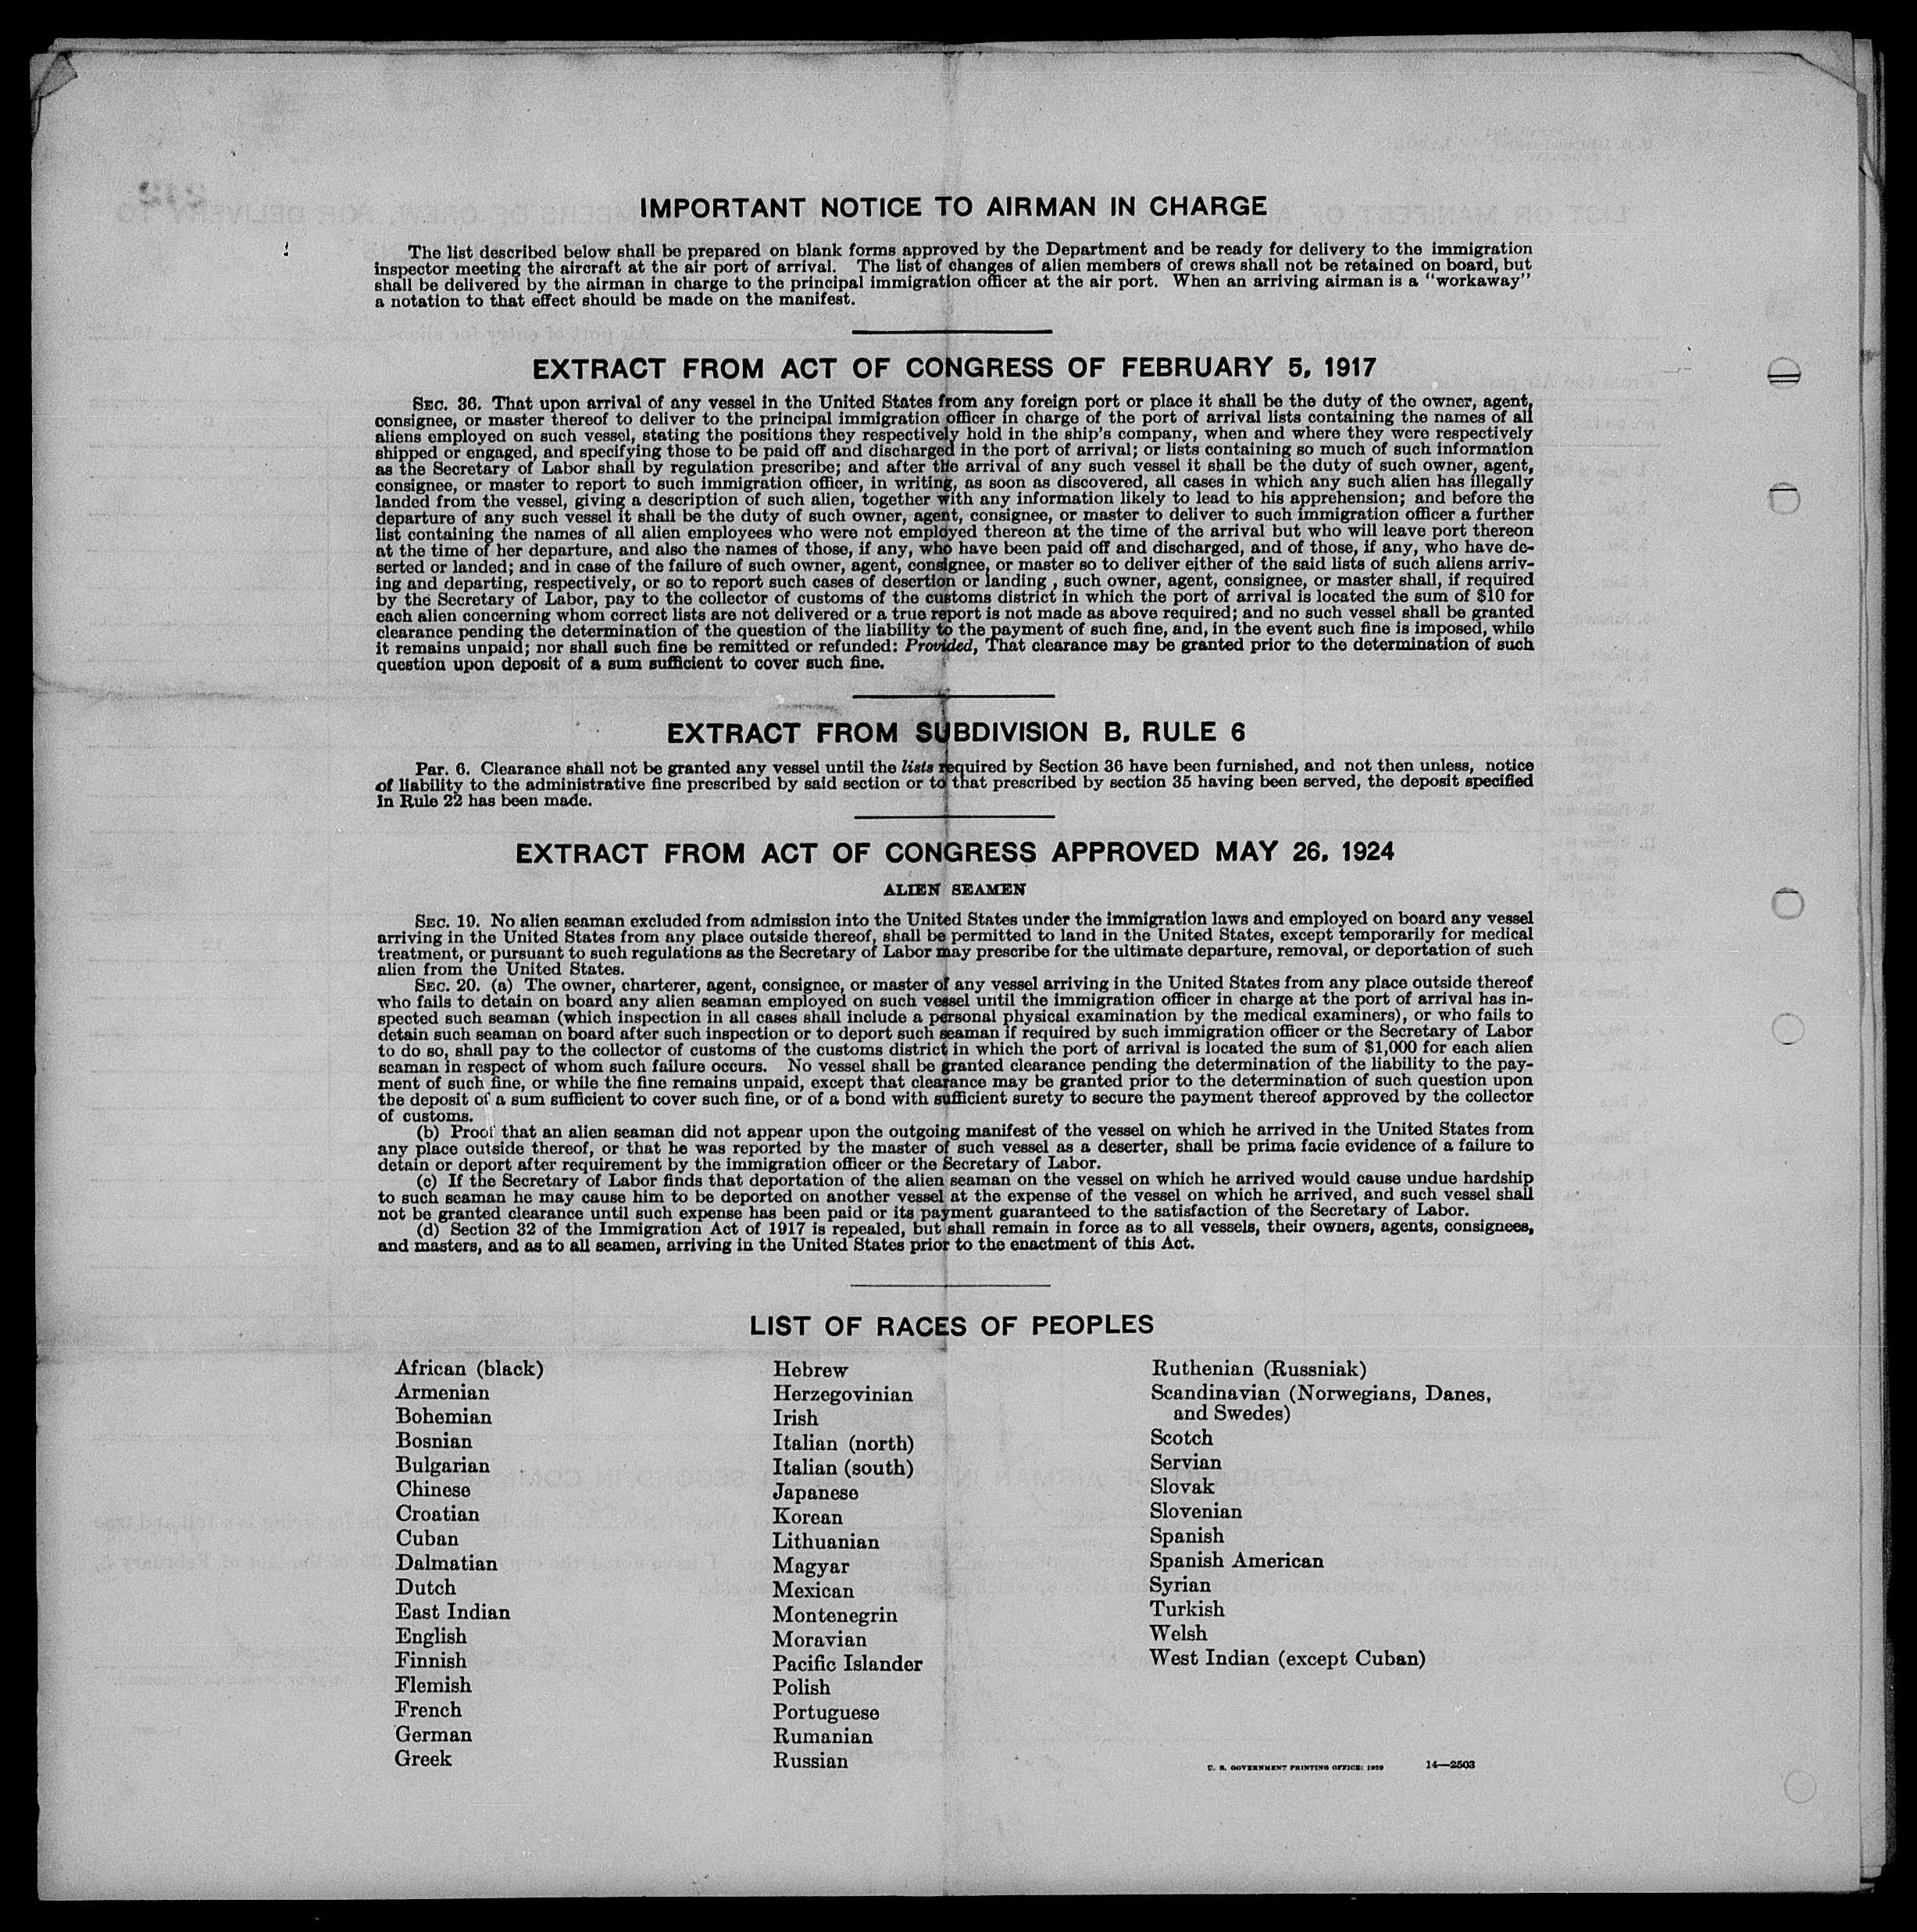 IMPORTANT NOTICE TO AIRMAN IN CHARGE
The list described below shall be prepared on blank forms approved by the Department and be ready for delivery to the immigration
inspector meeting the aircraft at the air port of arrival. The list of changes of alien members of crews shall not be retained on board, but
shall be delivered by the airman in charge to the principal immigration officer at the air port. When an arriving airman is a "workaway"
a notation to that effect should be made on the manifest.
EXTRACT FROM ACT OF CONGRESS OF FEBRUARY 5, 1917
SEC. 36. That upon arrival of any vessel in the United States from any foreign port or place it shall be the duty of the owner, agent,
consignee, or master thereof to deliver to the principal immigration officer in charge of the port of arrival lists containing the names of all
aliens employed on such vessel, stating the positions they respectively hold in the ship's company, when and where they were respectively
shipped or engaged, and specifying those to be paid off and discharged in the port of arrival; or lists containing so much of such information
as the Secretary of Labor shall by regulation prescribe; and after the arrival of any such vessel it shall be the duty of such owner, agent,
consignee, or master to report to such immigration officer, in writing, as soon as discovered, all cases in which any such alien has illegally
landed from the vessel, giving a description of such alien, together with any information likely to lead to his apprehension; and before the
departure of any such vessel it shall be the duty of such owner, agent, consignee, or master to deliver to such immigration officer a further
list containing the names of all alien employees who were not employed thereon at the time of the arrival but who will leave port thereon
at the time of her departure, and also the names of those, if any, who have been paid off and discharged, and of those, if any, who have de-
serted or landed; and in case of the failure of such owner, agent, consignee, or master so to deliver either of the said lists of such aliens arriv-
ing and departing, respectively, or so to report such cases of desertion or landing , such owner, agent, consignee, or master shall, if required
by the Secretary of Labor, pay to the collector of customs of the customs district in which the port of arrival is located the sum of $10 for
each alien concerning whom correct lists are not delivered or a true report is not made as above required; and no such vessel shall be granted
clearance pending the determination of the question of the liability to the payment of such fine, and, in the event such fine is imposed, while
it remains unpaid; nor shall such fine be remitted or refunded: Provided, That clearance may be granted prior to the determination of such
question upon deposit of a sum sufficient to cover such fine.
EXTRACT FROM SUBDIVISION B, RULE 6
Par. 6. Clearance shall not be granted any vessel until the lists required by Section 36 have been furnished, and not then unless, notice
of liability to the administrative fine prescribed by said section or to that prescribed by section 35 having been served, the deposit specified
in Rule 22 has been made.
EXTRACT FROM ACT OF CONGRESS APPROVED MAY 26, 1924
ALIEN SEAMEN
SEC. 19. No alien seaman excluded from admission into the United States under the immigration laws and employed on board any vessel
arriving in the United States from any place outside thereof, shall be permitted to land in the United States, except temporarily for medical
treatment, or pursuant to such regulations as the Secretary of Labor may prescribe for the ultimate departure, removal, or deportation of such
alien from the United States.
SEC. 20. (a) The owner, charterer, agent, consignee, or master of any vessel arriving in the United States from any place outside thereof
who fails to detain on board any alien seaman employed on such vessel until the immigration officer in charge at the port of arrival has in-
spected such seaman (which inspection in all cases shall include a personal physical examination by the medical examiners), or who fails to
detain such seaman on board after such inspection or to deport such seaman if required by such immigration officer or the Secretary of Labor
to do so, shall pay to the collector of customs of the customs district in which the port of arrival is located the sum of $1,000 for each alien
seaman in respect of whom such failure occurs. No vessel shall be granted clearance pending the determination of the liability to the pay-
ment of such fine, or while the fine remains unpaid, except that clearance may be granted prior to the determination of such question upon
the deposit of a sum sufficient to cover such fine, or of a bond with sufficient surety to secure the payment thereof approved by the collector
of customs.
(b) Proof that an alien seaman did not appear upon the outgoing manifest of the vessel on which he arrived in the United States from
any place outside thereof, or that he was reported by the master of such vessel as a deserter, shall be prima facie evidence of a failure to
detain or deport after requirement by the immigration officer or the Secretary of Labor.
(c) If the Secretary of Labor finds that deportation of the alien seaman on the vessel on which he arrived would cause undue hardship
to such seaman he may cause him to be deported on another vessel at the expense of the vessel on which he arrived, and such vessel shall
not be granted clearance until such expense has been paid or its payment guaranteed to the satisfaction of the Secretary of Labor.
(d) Section 32 of the Immigration Act of 1917 is repealed, but shall remain in force as to all vessels, their owners, agents, consignees,
and masters, and as to all seamen, arriving in the United States prior to the enactment of this Act.
LIST OF RACES OF PEOPLES
African (black)
Armenian
Bohemian
Bosnian
Bulgarian
Chinese
Croatian
Cuban
Dalmatian
Dutch
East Indian
English
Finnish
Flemish
French
German
Greek
Hebrew
Herzegovinian
Irish
Italian (north)
Italian (south)
Japanese
Korean
Lithuanian
Magyar
Mexican
Montenegrin
Moravian
Pacific Islander
Polish
Portuguese
Rumanian
Russian
Ruthenian (Russniak)
Scandinavian (Norwegians, Danes,
and Swedes)
Scotch
Servian
Slovak
Slovenian
Spanish
Spanish American
Syrian
Turkish
Welsh
West Indian (except Cuban)
U. S. GOVERNMENT PRINTING OFFICE: 1929 14—2503